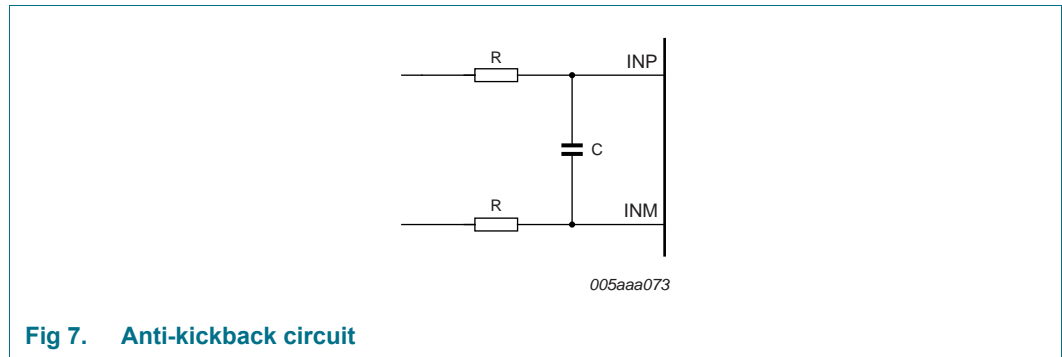 R
INP
C
R
INM
005aaa073
Fig 7. Anti-kickback circuit